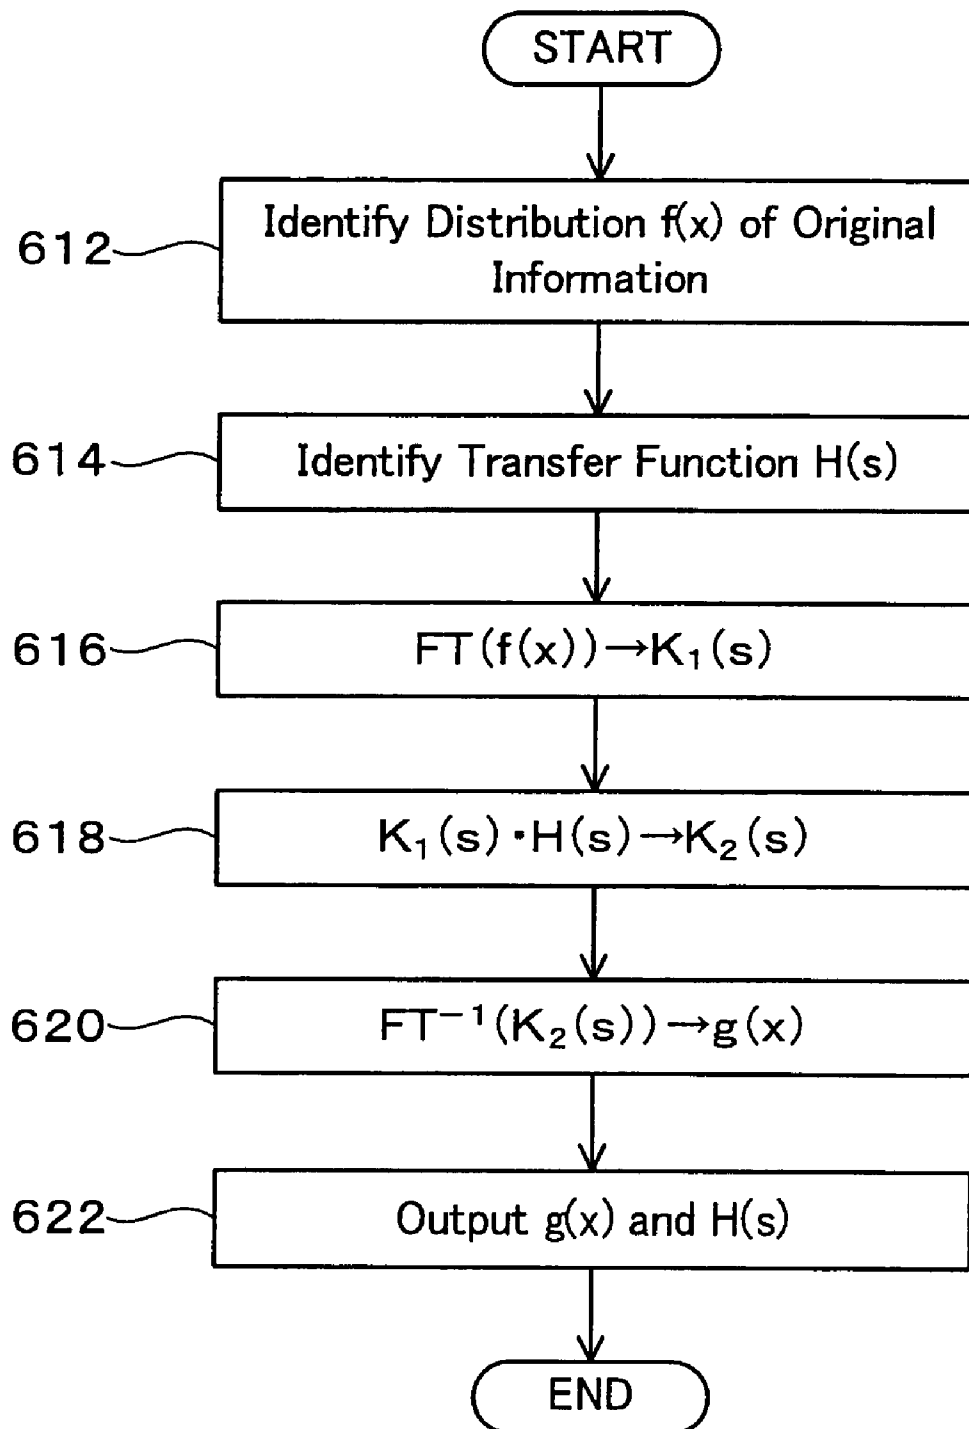 START
612
Identify Distribution f(x) of Original
Information
614
Identify Transfer Function H(s)
616
FT(f(x))→K₁(s)
618
K₁(s)・H(s)→K₂(s)
620
FT⁻¹(K₂(s))→g(x)
622
Output g(x) and H(s)
END